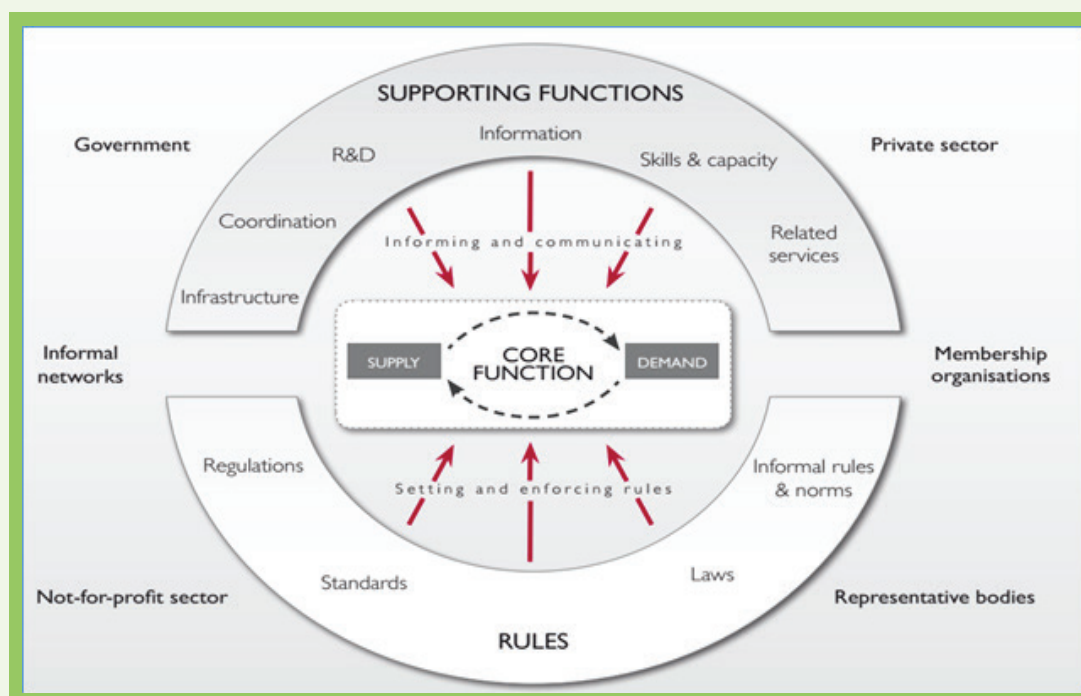 SUPPORTING FUNCTIONS
Information
Government
R&D
Skills & capacity
Private sector
Coordination
Informing and communicating
Related
services
Infrastructure
Informal
networks
SUPPLY
CORE
FUNCTION
DEMAND
Membership
organisations
Regulations
Informal rules
& norms
Setting and enforcing rules
Standards
Laws
Not-for-profit sector
Representative bodies
RULES